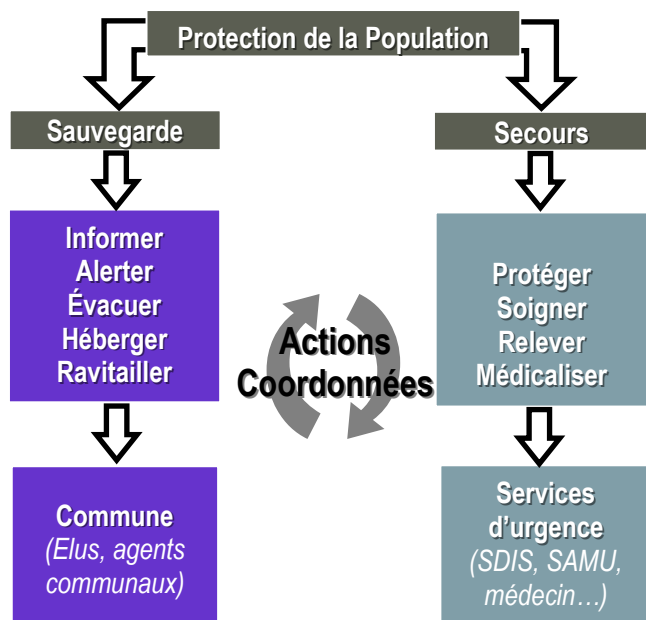 Protection de la Population
Sauvegarde
Secours
Informer
Alerter
Évacuer
Héberger
Ravitailler
Actions
Coordonnées
Protéger
Soigner
Relever
Médicaliser
Commune
(Elus, agents
communaux)
Services
d'urgence
(SDIS, SAMU,
médecin…)